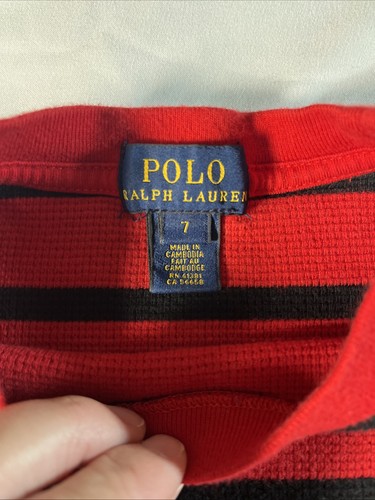 POLO
RALPH LAUREN
7
MADE IN
CAMBODIA
FAIT AU
CAMBODGE
RN 41381
CA 56658